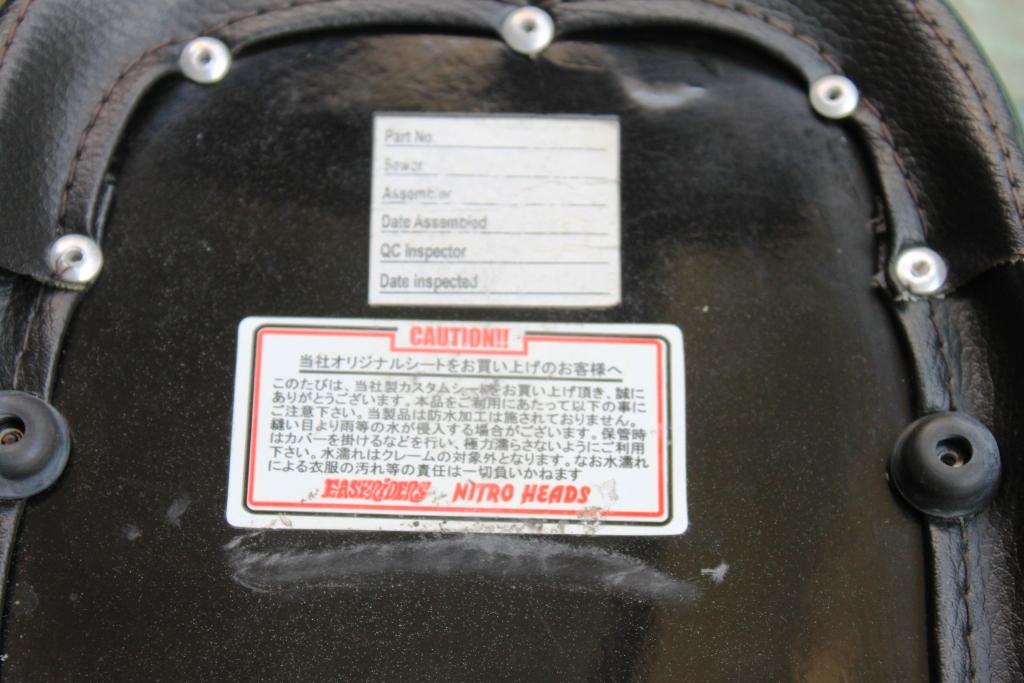 Part No.
Sewer
Assembler
Date Assembled
QC Inspector
Date inspected
CAUTION!!
当社オリジナルシートをお買い上げのお客様へ
このたびは、当社製カスタムシートをお買い上げ頂き、誠に
ありがとうございます。本品をご利用にあたって以下の事に
ご注意下さい。当製品は防水加工は施されておりません。
縫い目より雨等の水が侵入する場合がございます。保管時
はカバーを掛けるなどを行い、極力濡らさないようにご利用
下さい。水濡れはクレームの対象外となります。なお水濡れ
による衣服の汚れ等の責任は一切負いかねます
EASYRIDERS NITRO HEADS